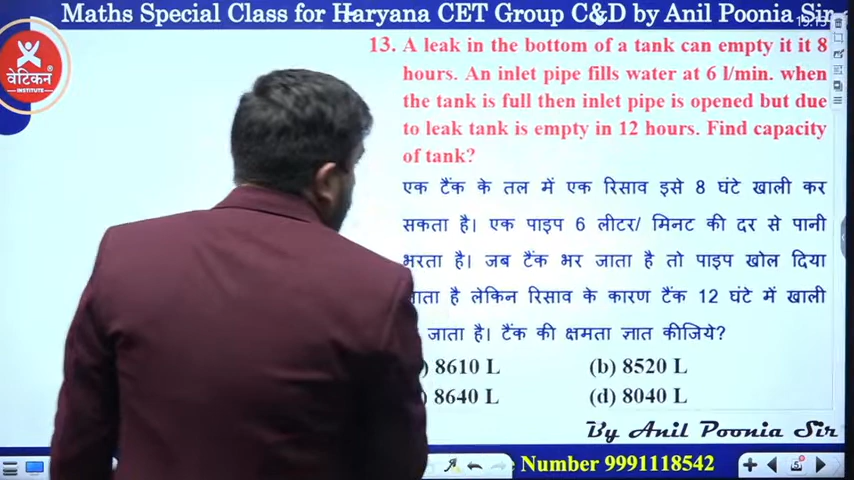 Maths Special Class for Haryana CET Group C&D by Anil Poonia Sir
19:15
वेटिकन
INSTITUTE
13. A leak in the bottom of a tank can empty it it 8
hours. An inlet pipe fills water at 6 l/min. when
the tank is full then inlet pipe is opened but due
to leak tank is empty in 12 hours. Find capacity
of tank?
एक टैंक के तल में एक रिसाव इसे 8 घंटे खाली कर
सकता है। एक पाइप 6 लीटर/ मिनट की दर से पानी
भरता है। जब टैंक भर जाता है तो पाइप खोल दिया
जाता है लेकिन रिसाव के कारण टैंक 12 घंटे में खाली
जाता है। टैंक की क्षमता ज्ञात कीजिये?
) 8610 L (b) 8520 L
) 8640 L (d) 8040 L
By Anil Poonia Sir
Number 9991118542